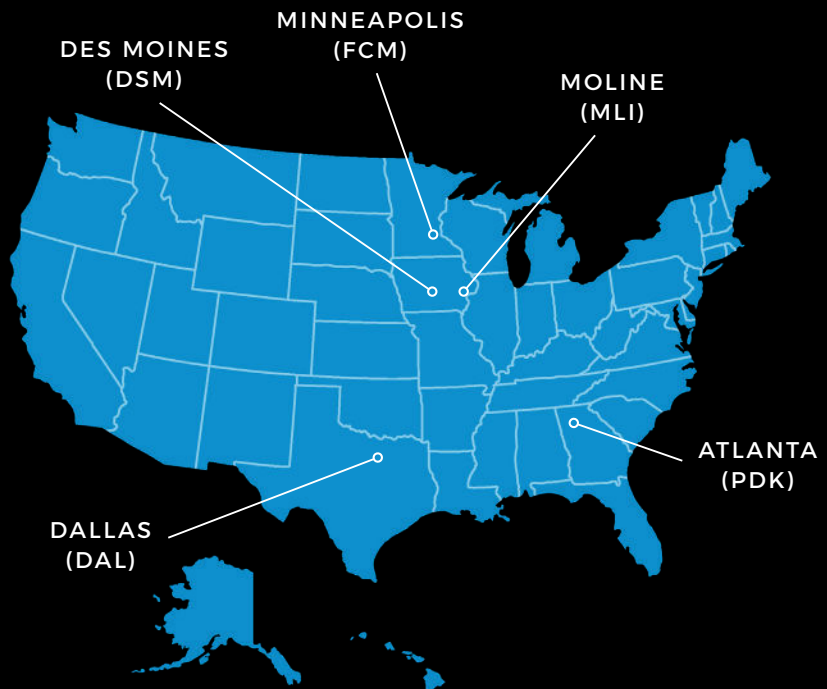 MINNEAPOLIS
(FCM)
DES MOINES
(DSM)
MOLINE
(MLI)
ATLANTA
(PDK)
DALLAS
(DAL)